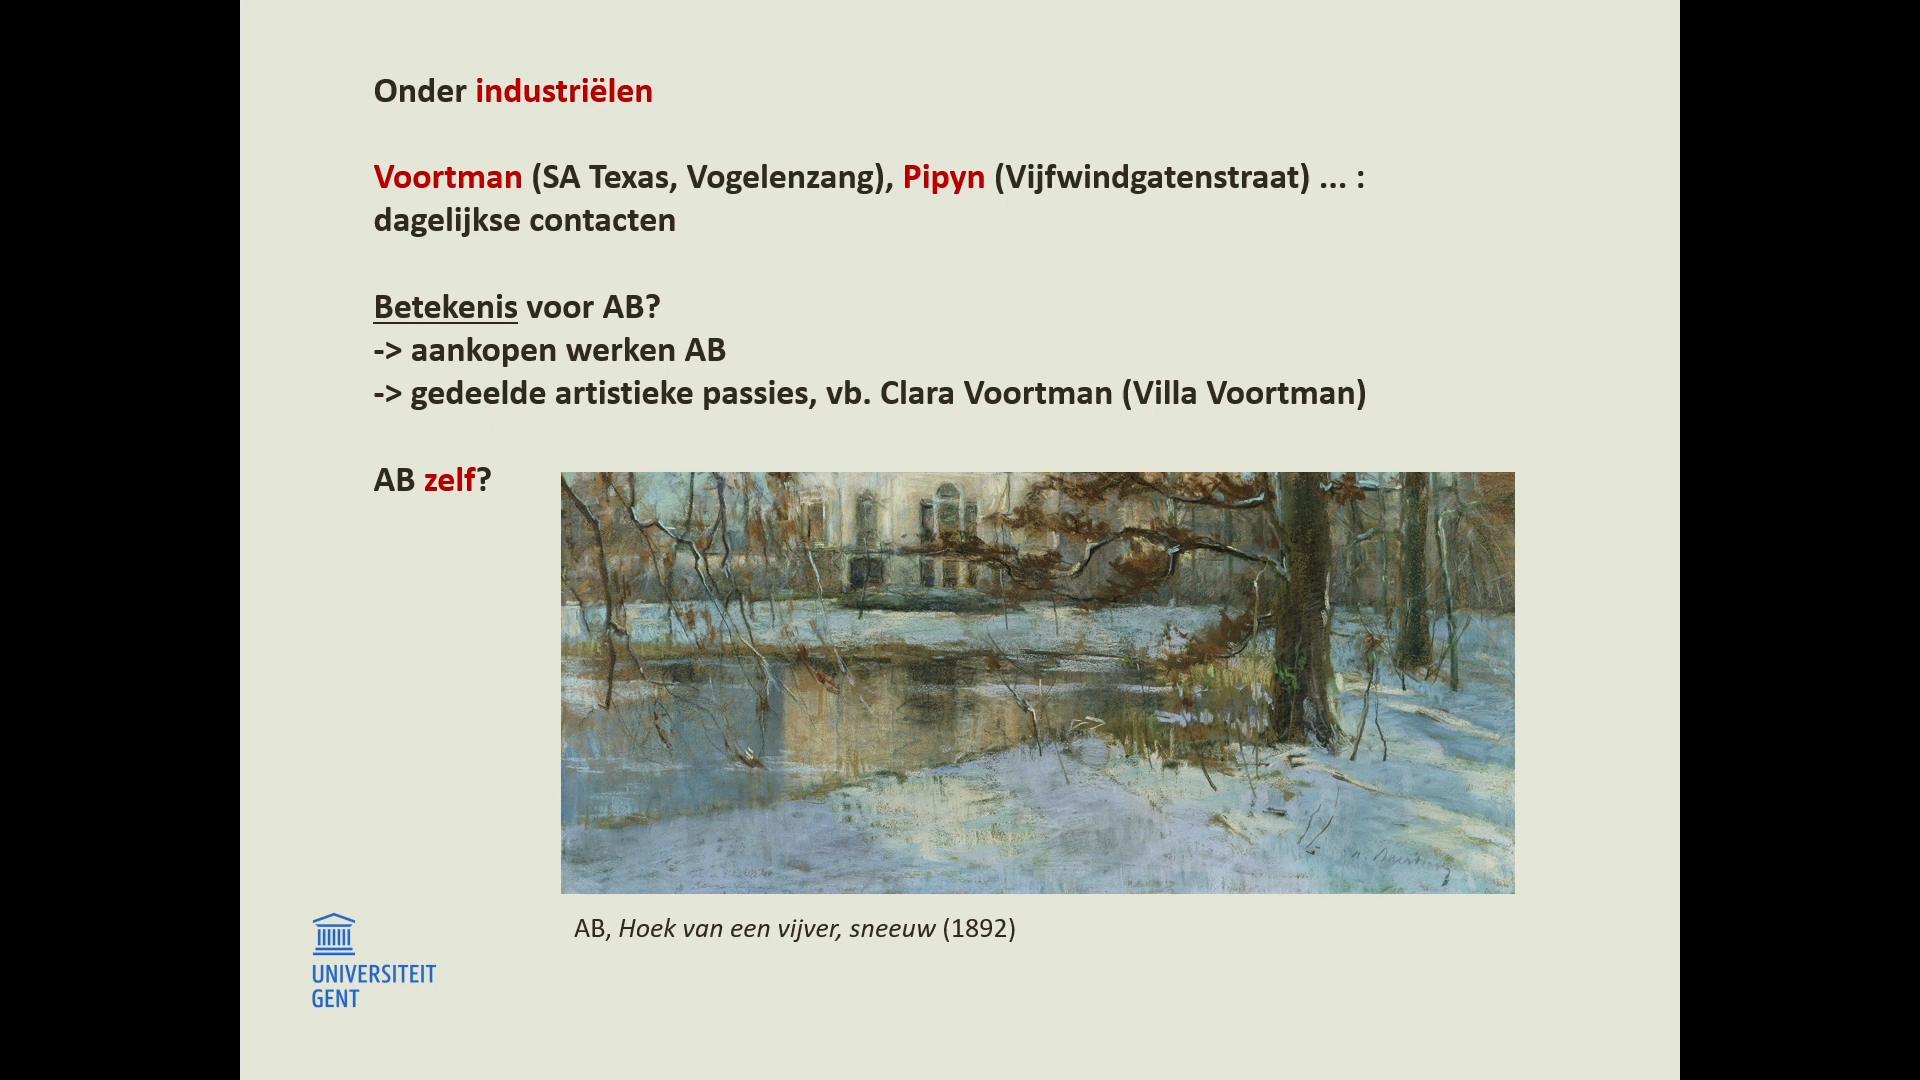 Onder industriëlen
Voortman (SA Texas, Vogelenzang), Pipyn (Vijfwindgatenstraat) ... :
dagelijkse contacten
Betekenis voor AB?
-> aankopen werken AB
-> gedeelde artistieke passies, vb. Clara Voortman (Villa Voortman)
AB zelf?
AB, Hoek van een vijver, sneeuw (1892)
UNIVERSITEIT
GENT